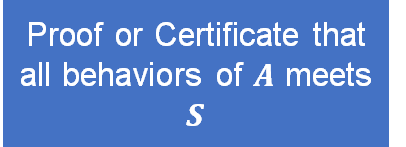 Proof or Certificate that
all behaviors of A meets
S